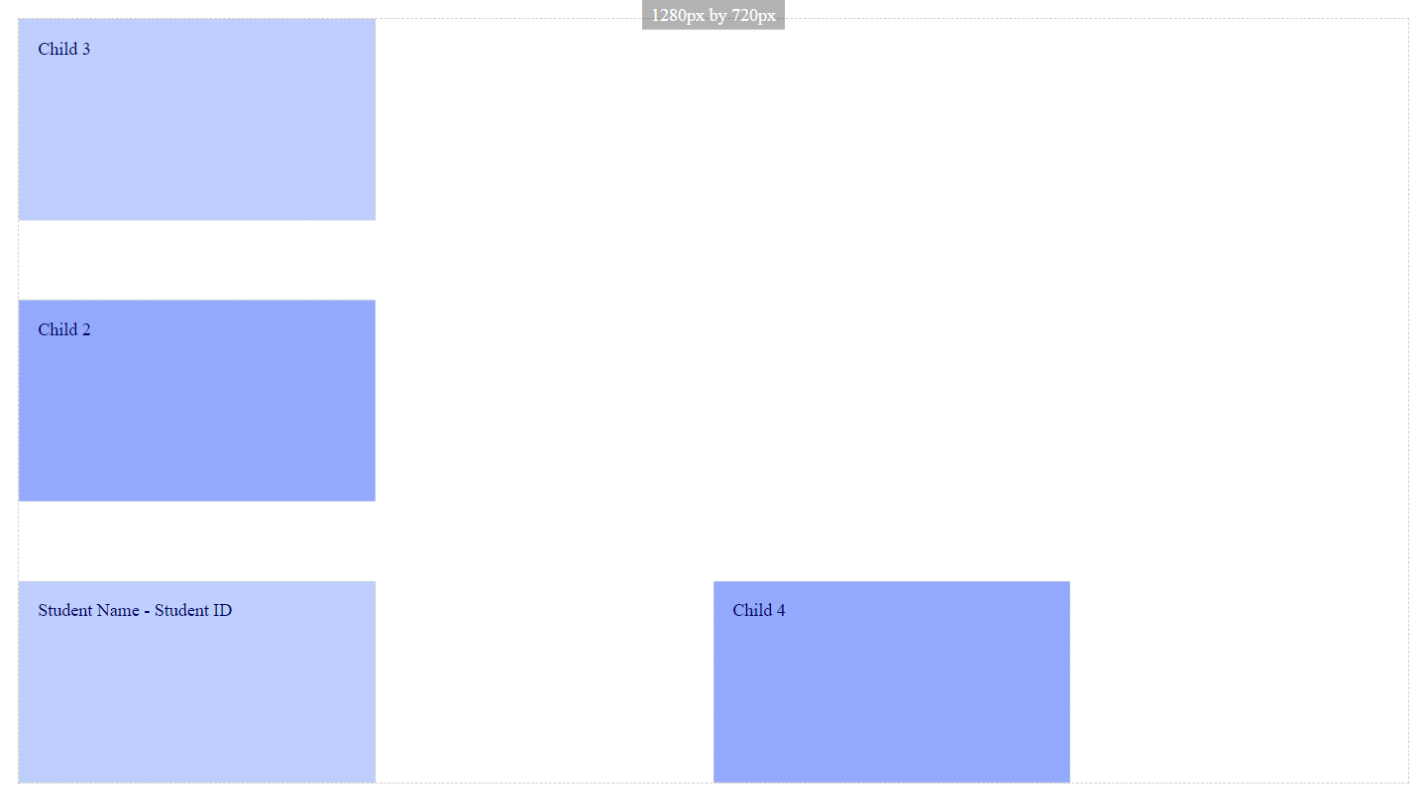 1280px by 720px
Child 3
Child 2
Student Name - Student ID
Child 4